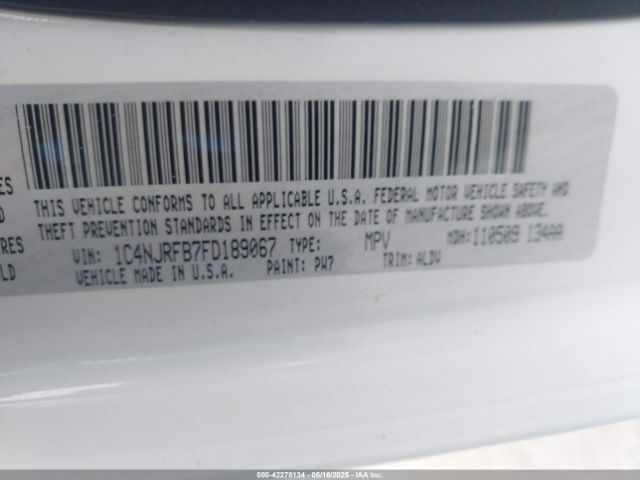 ES
THIS VEHICLE CONFORMS TO ALL APPLICABLE U.S.A. FEDERAL MOTOR VEHICLE SAFETY AND
THEFT PREVENTION STANDARDS IN EFFECT ON THE DATE OF MANUFACTURE SHOWN ABOVE.
RES
VIN: 1C4NJRFB7FD189067 TYPE: MPV MDH: 110509 134AA
OLD
VEHICLE MADE IN U.S.A. PAINT: PW7 TRIM: ALDV
000-42278134 - 05/16/2025 - IAA, Inc.